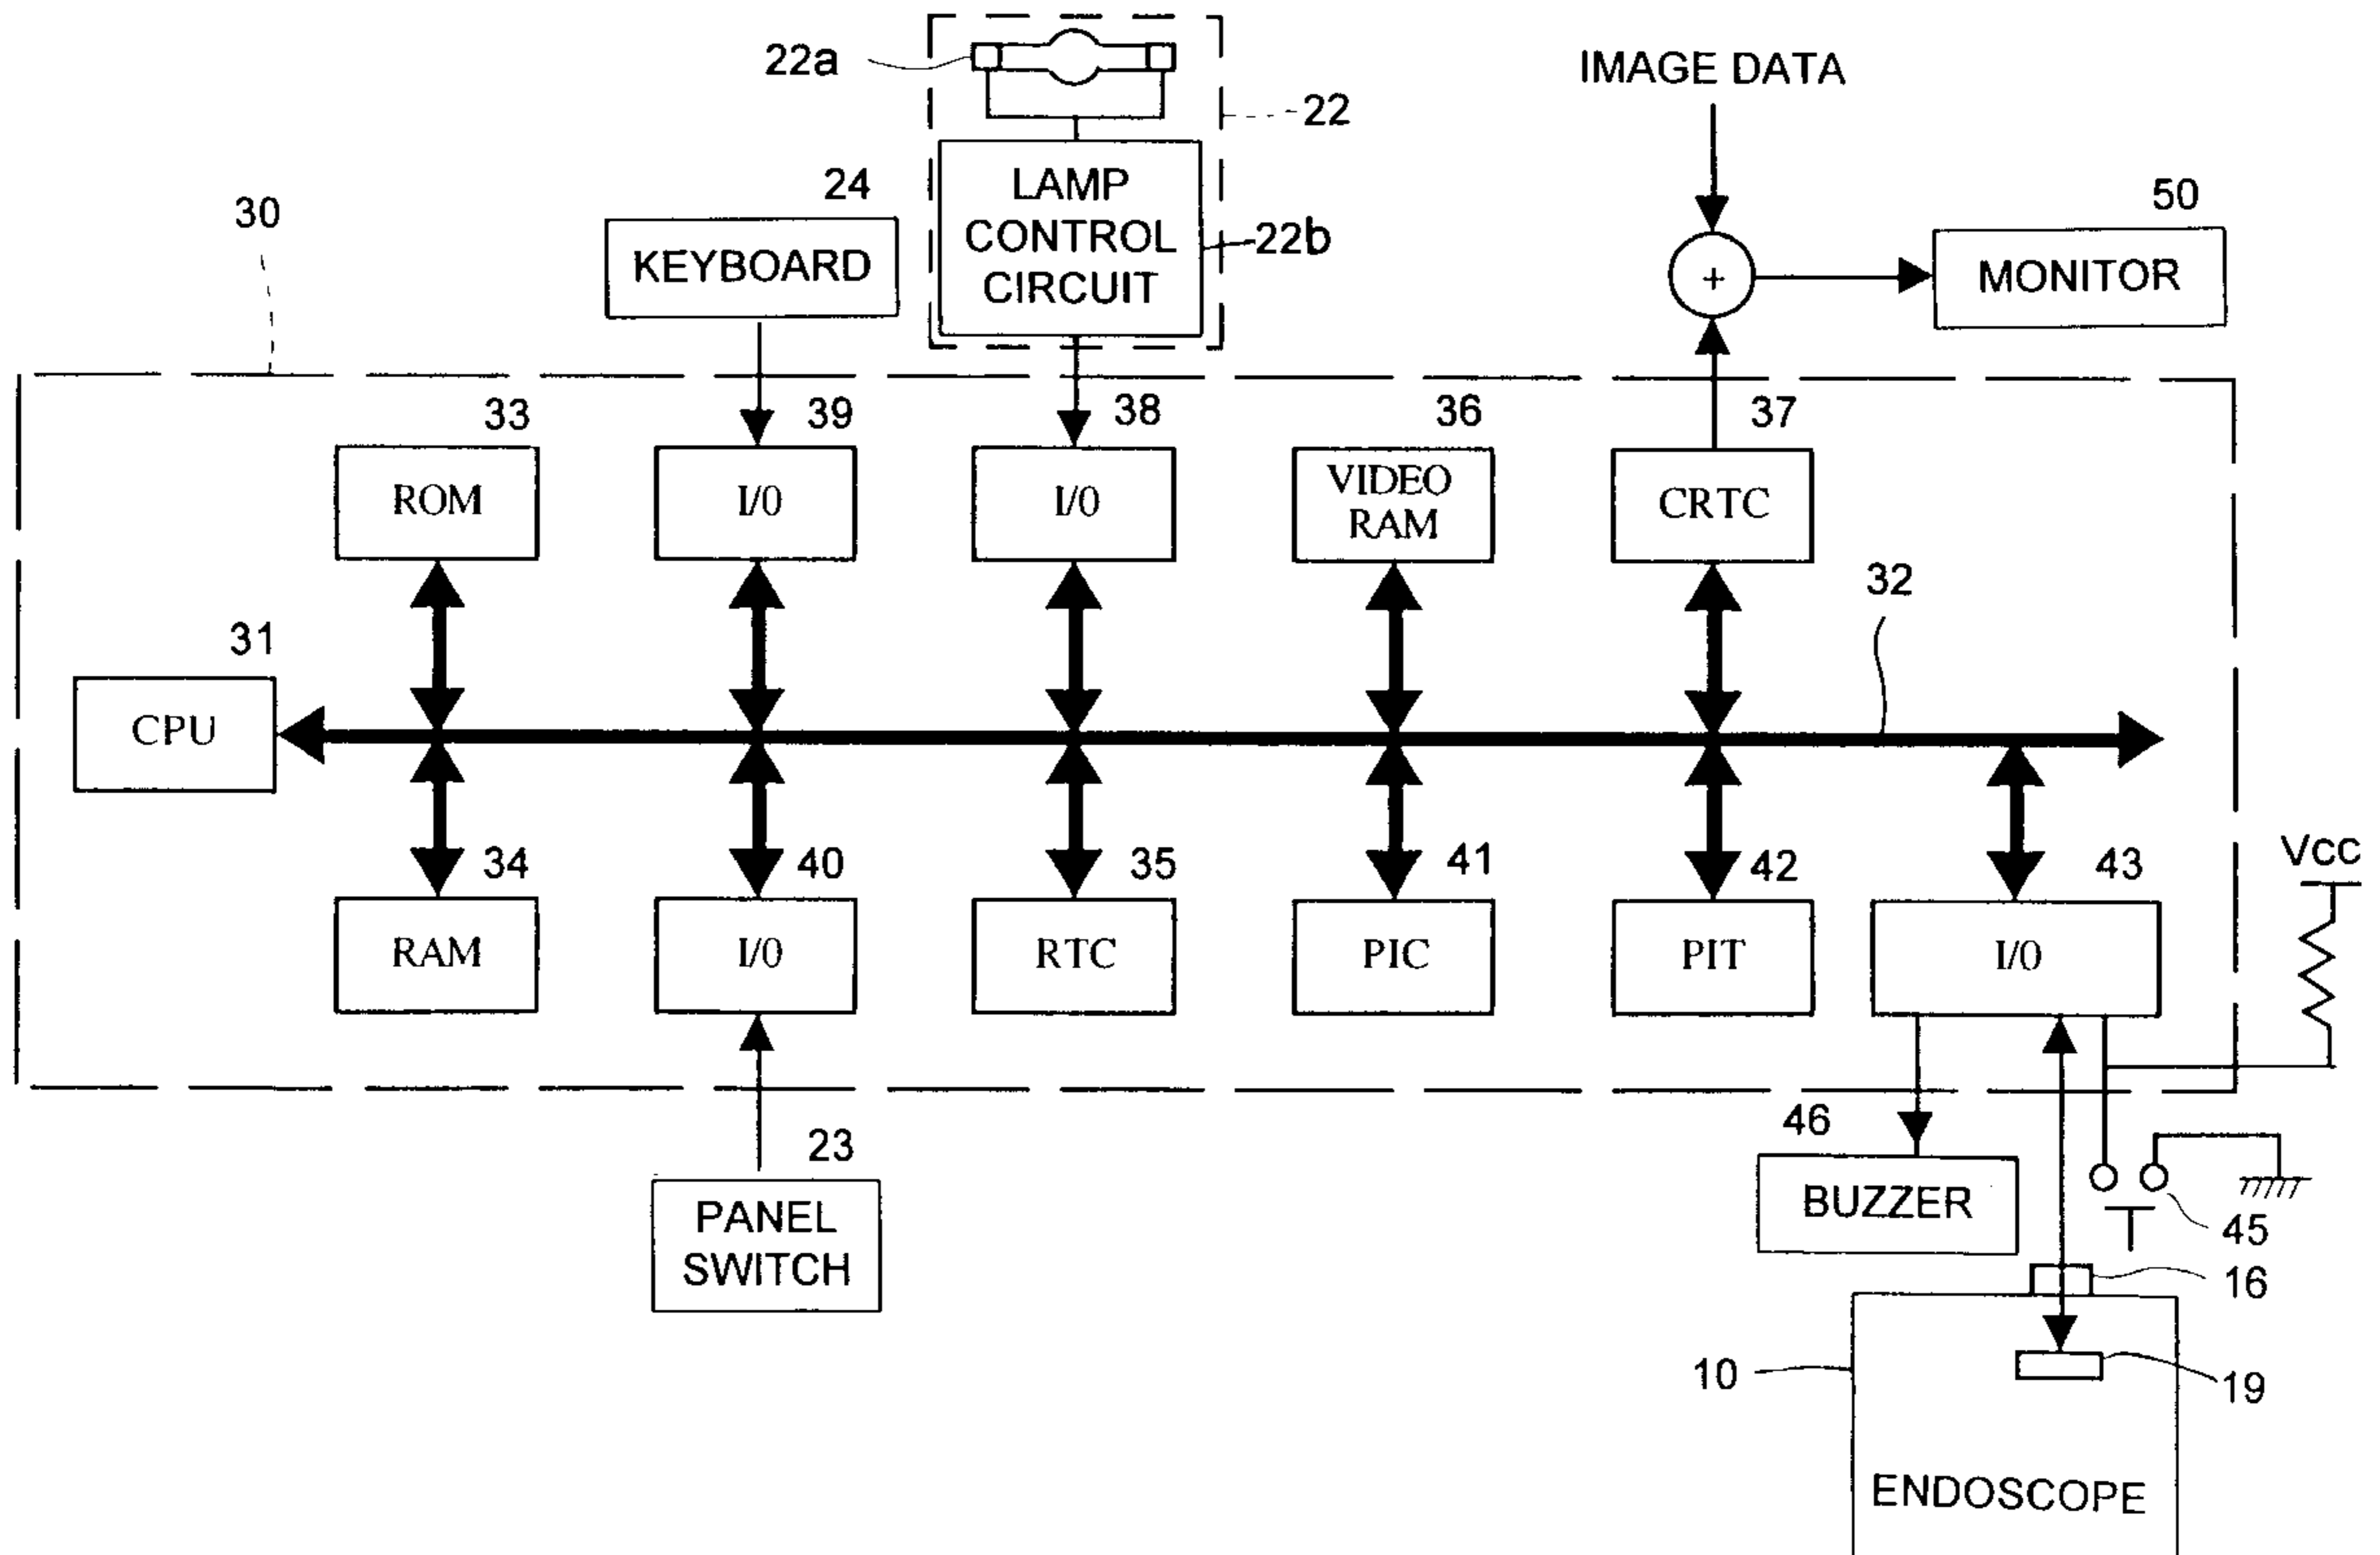 22a
IMAGE DATA
22
24
LAMP
CONTROL
CIRCUIT
50
30
KEYBOARD
22b
+
MONITOR
33
39
38
36
37
ROM
I/0
I/0
VIDEO
RAM
CRTC
32
31
CPU
34
40
35
41
42
43
Vcc
RAM
I/0
RTC
PIC
PIT
I/0
23
46
PANEL
SWITCH
BUZZER
45
16
10
19
ENDOSCOPE